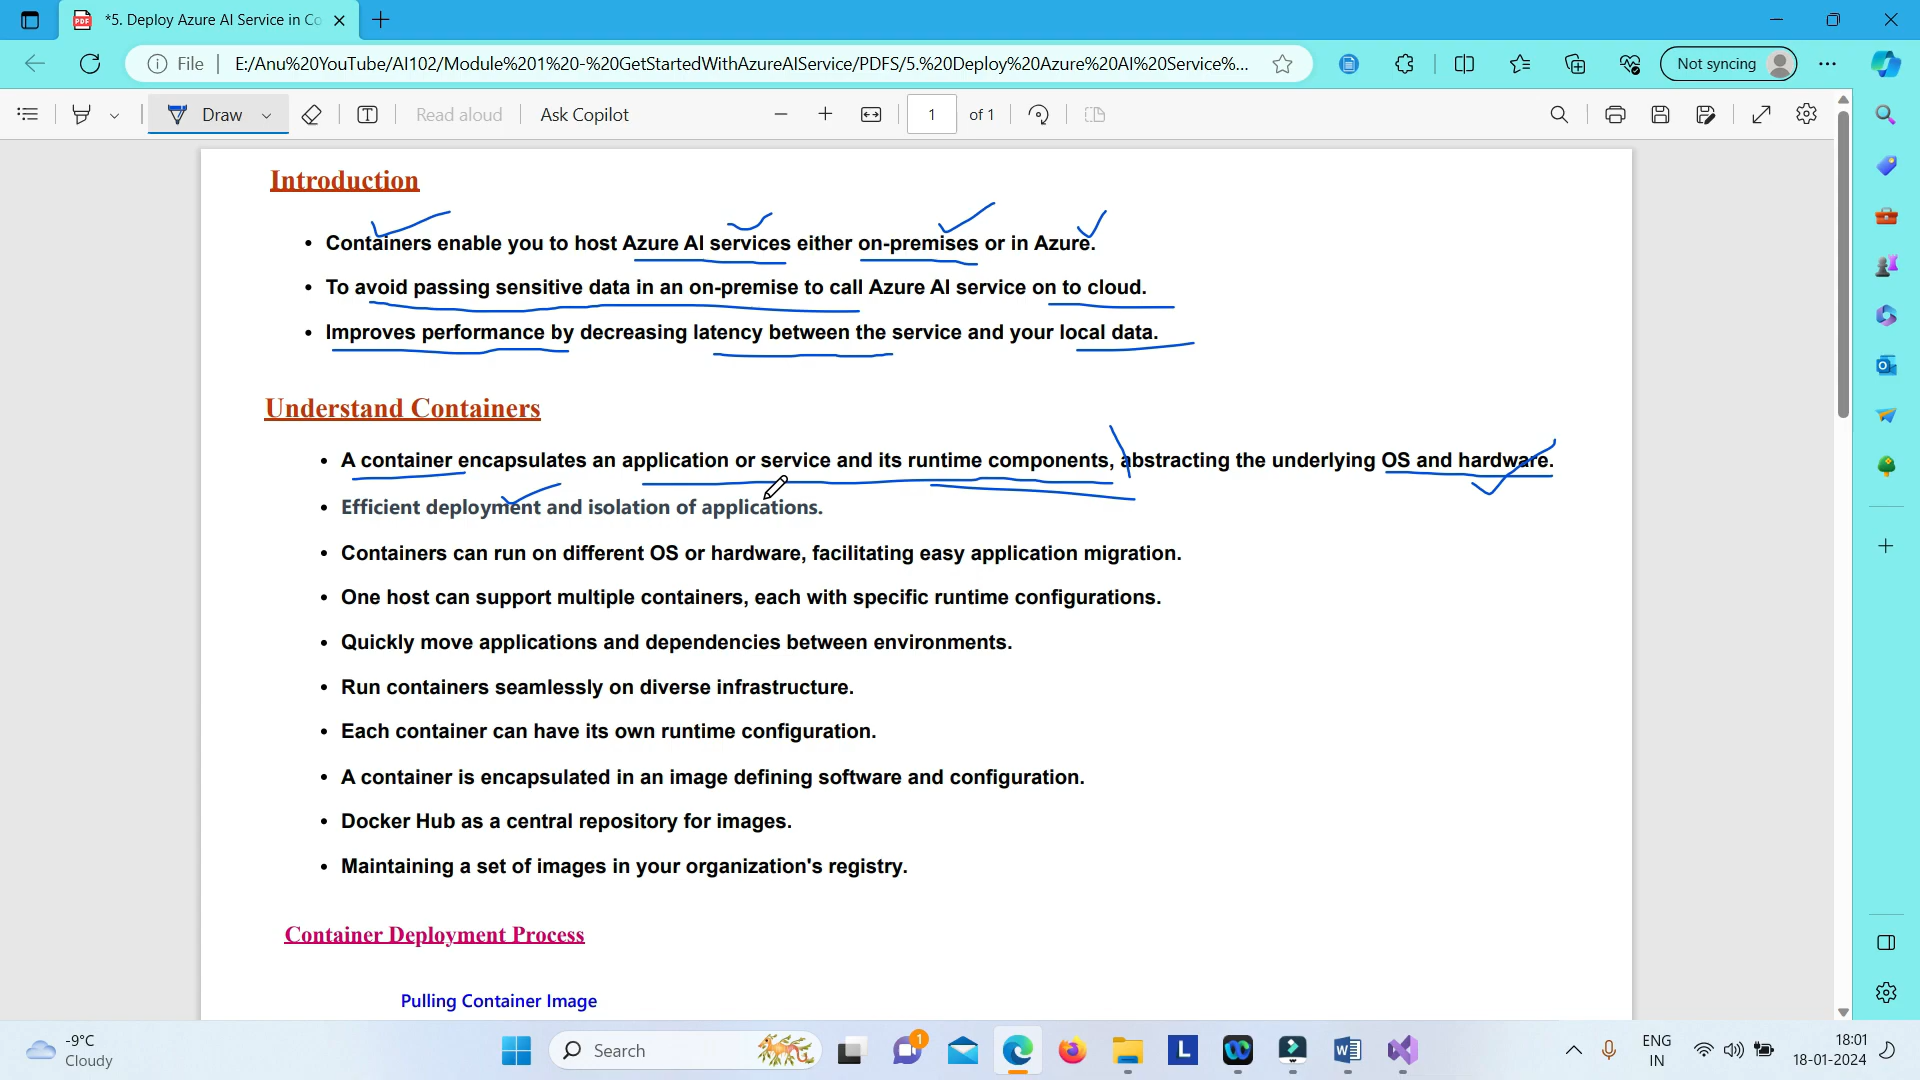 *5. Deploy Azure AI Service in Co
File
E:/Anu%20YouTube/AI102/Module%201%20-%20GetStartedWithAzureAIService/PDFS/5.%20Deploy%20Azure%20AI%20Service%...
Not syncing
Draw
Read aloud
Ask Copilot
1
of 1
Introduction
• Containers enable you to host Azure AI services either on-premises or in Azure.
• To avoid passing sensitive data in an on-premise to call Azure AI service on to cloud.
• Improves performance by decreasing latency between the service and your local data.
Understand Containers
• A container encapsulates an application or service and its runtime components, abstracting the underlying OS and hardware.
• Efficient deployment and isolation of applications.
• Containers can run on different OS or hardware, facilitating easy application migration.
• One host can support multiple containers, each with specific runtime configurations.
• Quickly move applications and dependencies between environments.
• Run containers seamlessly on diverse infrastructure.
• Each container can have its own runtime configuration.
• A container is encapsulated in an image defining software and configuration.
• Docker Hub as a central repository for images.
• Maintaining a set of images in your organization's registry.
Container Deployment Process
Pulling Container Image
-9°C
Cloudy
Search
1
L
ENG
IN
18:01
18-01-2024